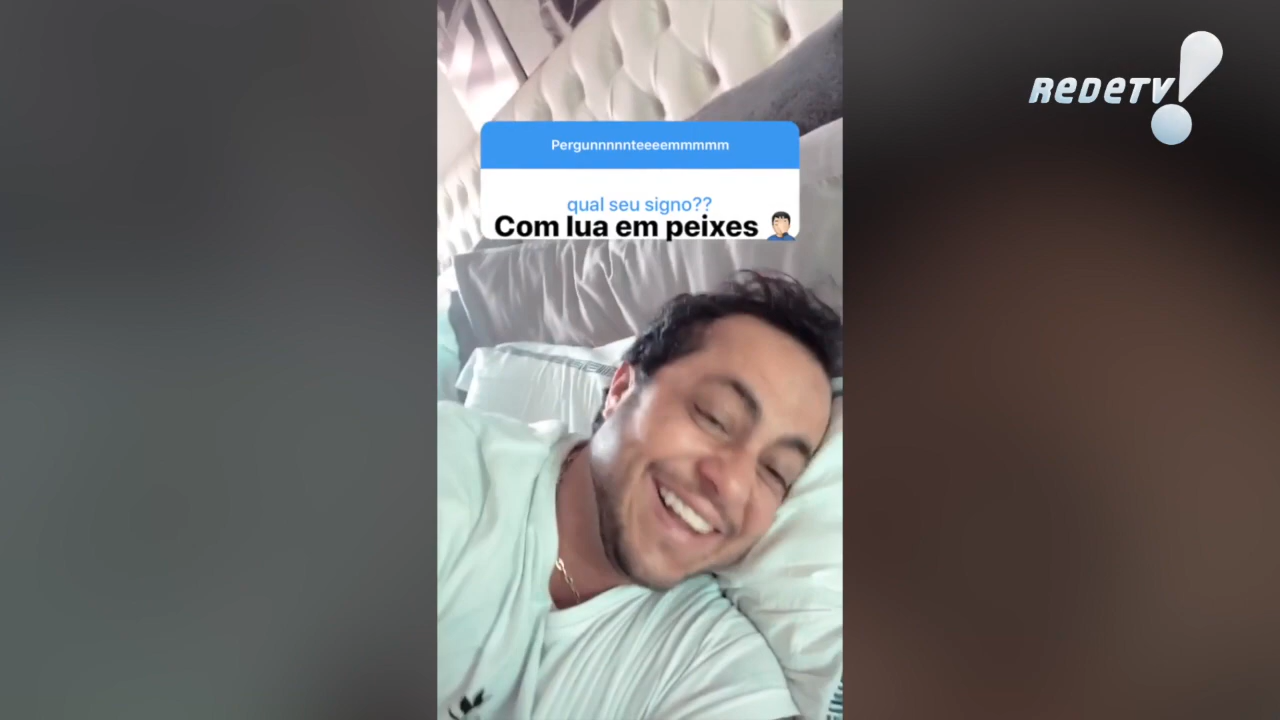 REDETV!
Pergunnnnnteeeemmmmm
qual seu signo??
Com lua em peixes 🤦🏻‍♂️